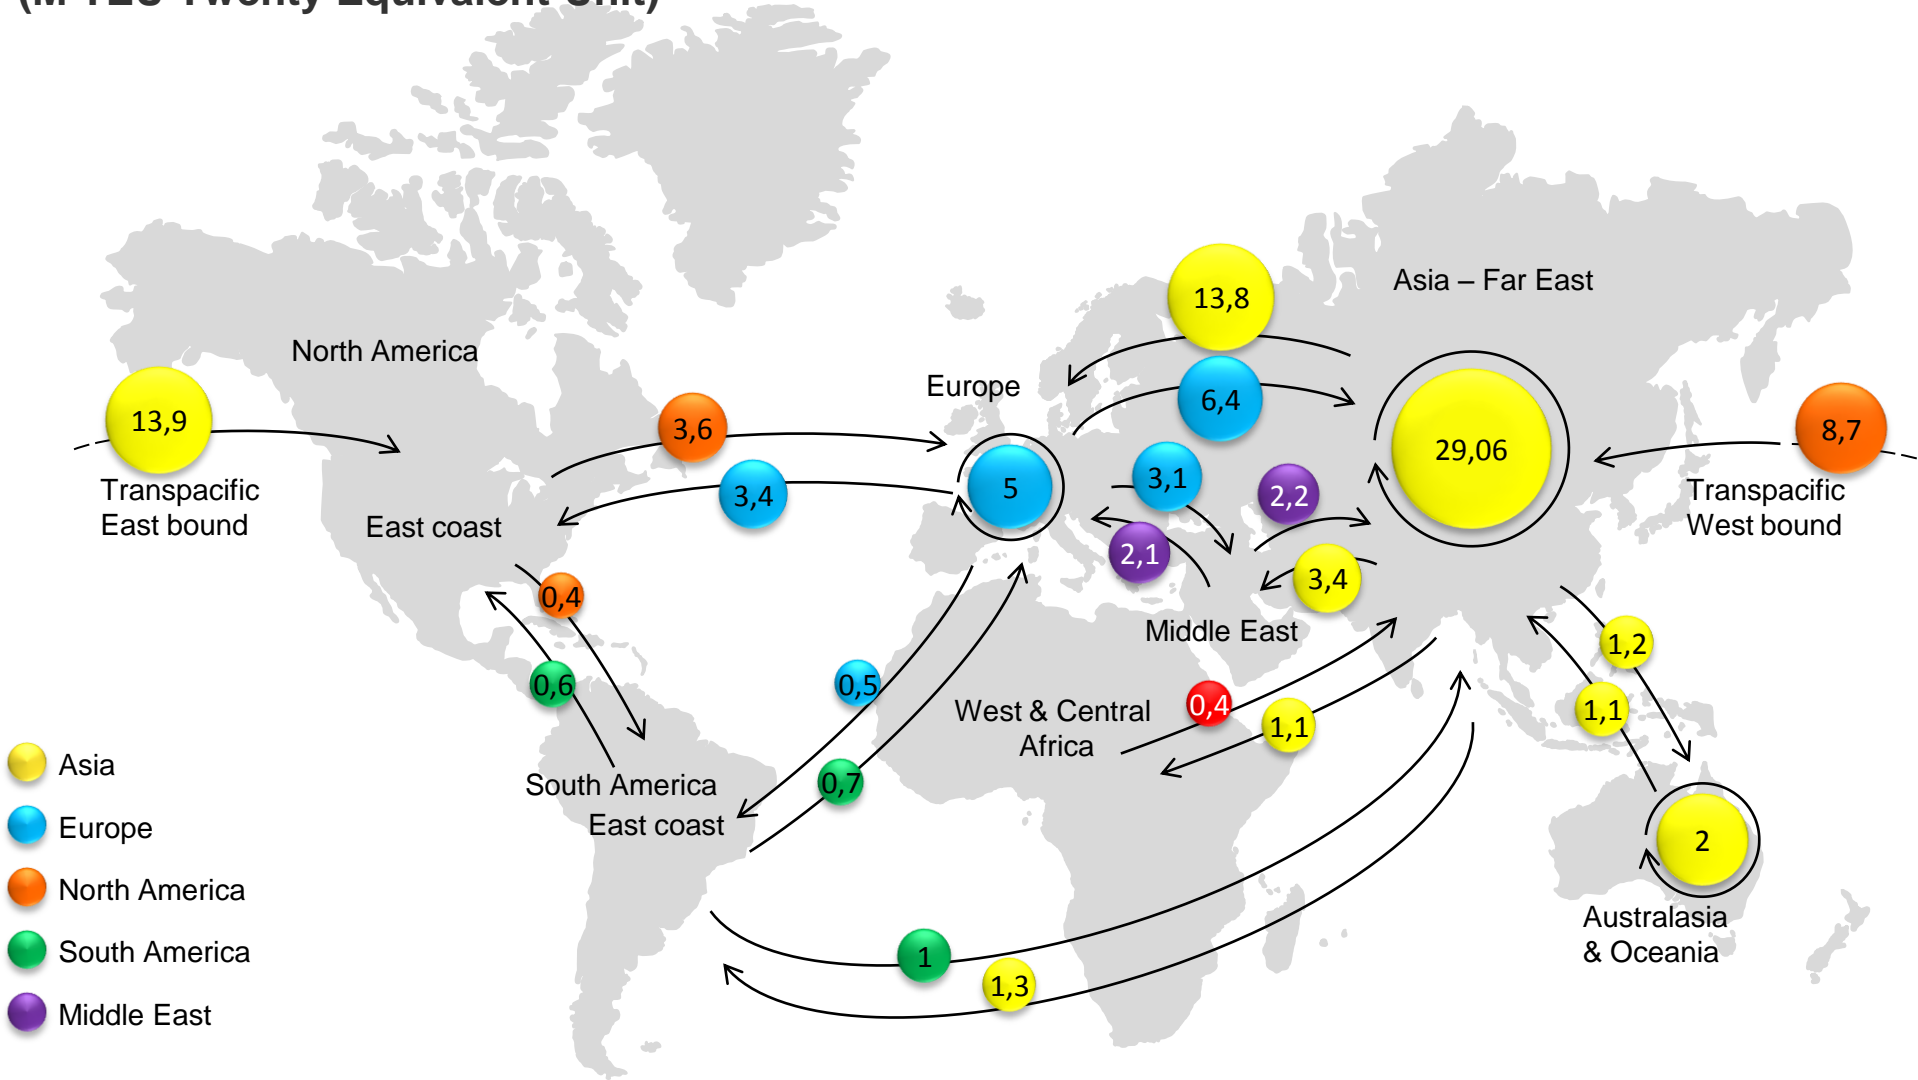 (M TEU Twenty Equivalent Unit)
13,8
Asia – Far East
North America
Europe
13,9
3,6
6,4
8,7
29,06
3,1
5
3,4
2,2
Transpacific
East bound
Transpacific
West bound
East coast
2,1
3,4
0,4
Middle East
1,2
0,6
0,5
0,4
1,1
West & Central
Africa
1,1
Asia
South America
East coast
0,7
Europe
2
North America
Australasia
& Oceania
South America
1
1,3
Middle East